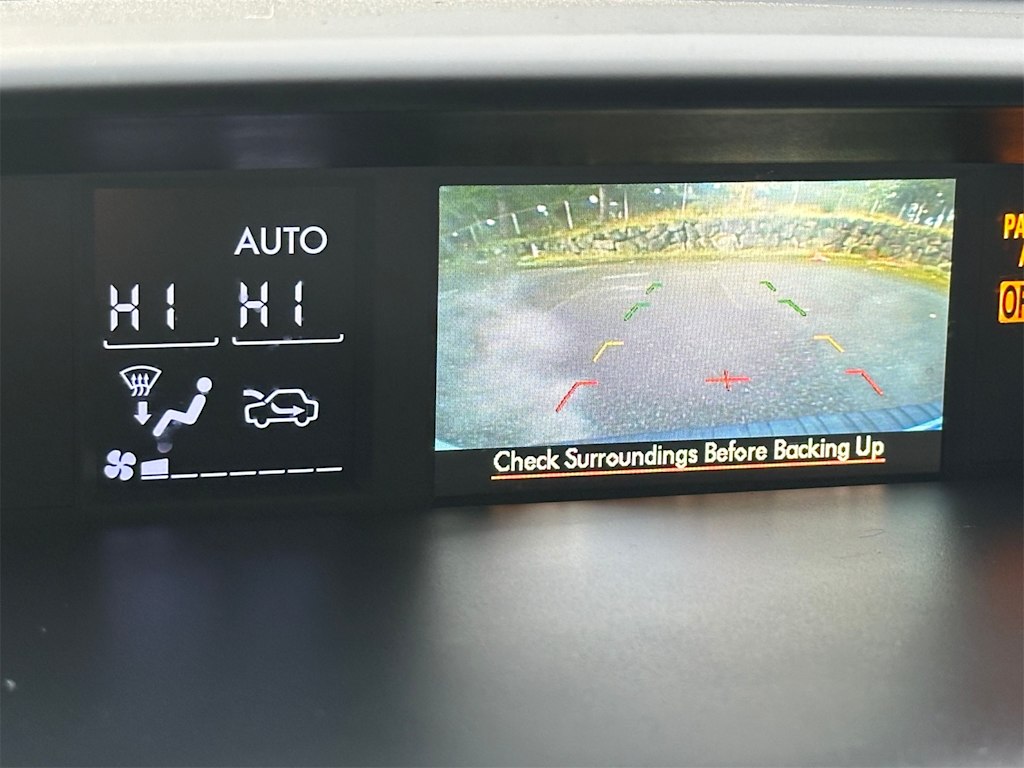 AUTO
HI HI
Check Surroundings Before Backing Up